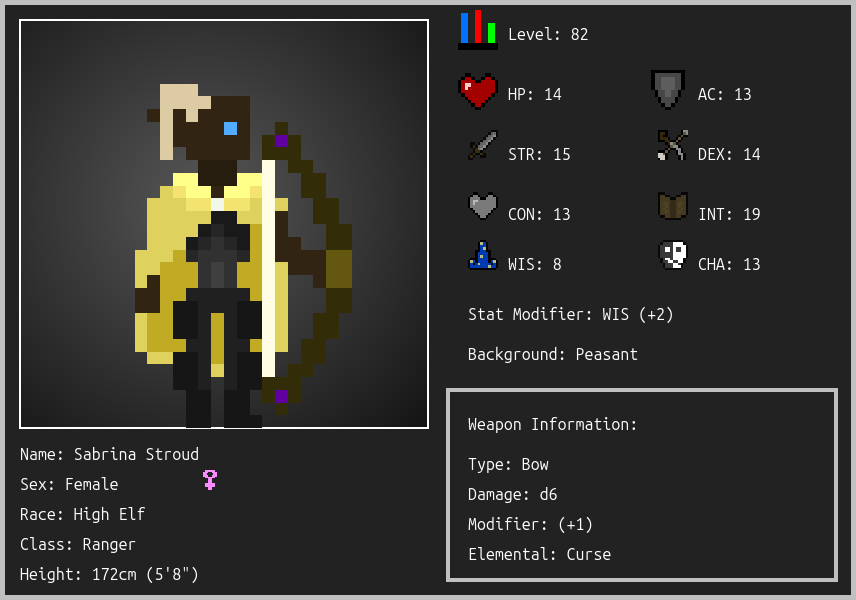 Level: 82
HP: 14
AC: 13
STR: 15
DEX: 14
CON: 13
INT: 19
WIS: 8
CHA: 13
Stat Modifier: WIS (+2)
Background: Peasant
Weapon Information:
Type: Bow
Damage: d6
Modifier: (+1)
Elemental: Curse
Name: Sabrina Stroud
Sex: Female
Race: High Elf
Class: Ranger
Height: 172cm (5'8")